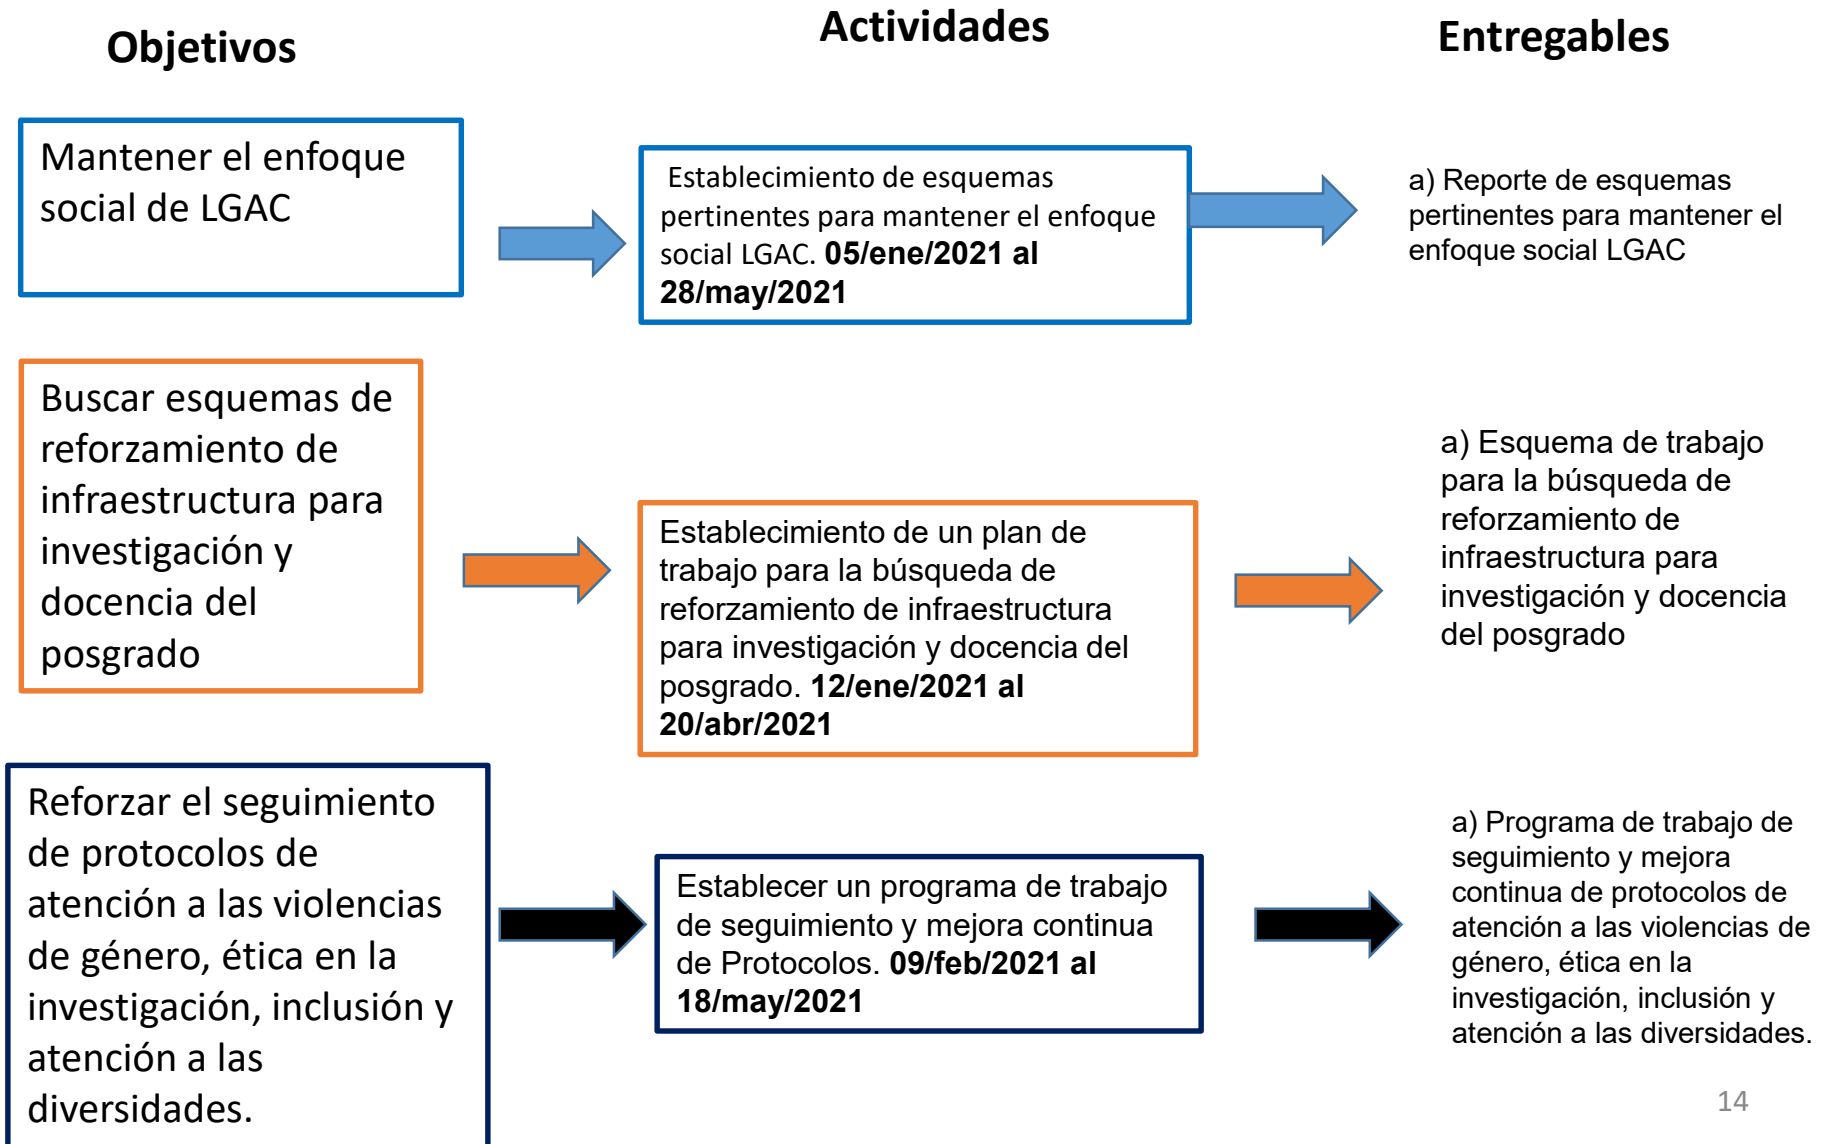 Objetivos
Actividades
Entregables
Mantener el enfoque
social de LGAC
Establecimiento de esquemas
pertinentes para mantener el enfoque
social LGAC. 05/ene/2021 al
28/may/2021
a) Reporte de esquemas
pertinentes para mantener el
enfoque social LGAC
Buscar esquemas de
reforzamiento de
infraestructura para
investigación y
docencia del
posgrado
Establecimiento de un plan de
trabajo para la búsqueda de
reforzamiento de infraestructura
para investigación y docencia del
posgrado. 12/ene/2021 al
20/abr/2021
a) Esquema de trabajo
para la búsqueda de
reforzamiento de
infraestructura para
investigación y docencia
del posgrado
Reforzar el seguimiento
de protocolos de
atención a las violencias
de género, ética en la
investigación, inclusión y
atención a las
diversidades.
Establecer un programa de trabajo
de seguimiento y mejora continua
de Protocolos. 09/feb/2021 al
18/may/2021
a) Programa de trabajo de
seguimiento y mejora
continua de protocolos de
atención a las violencias de
género, ética en la
investigación, inclusión y
atención a las diversidades.
14